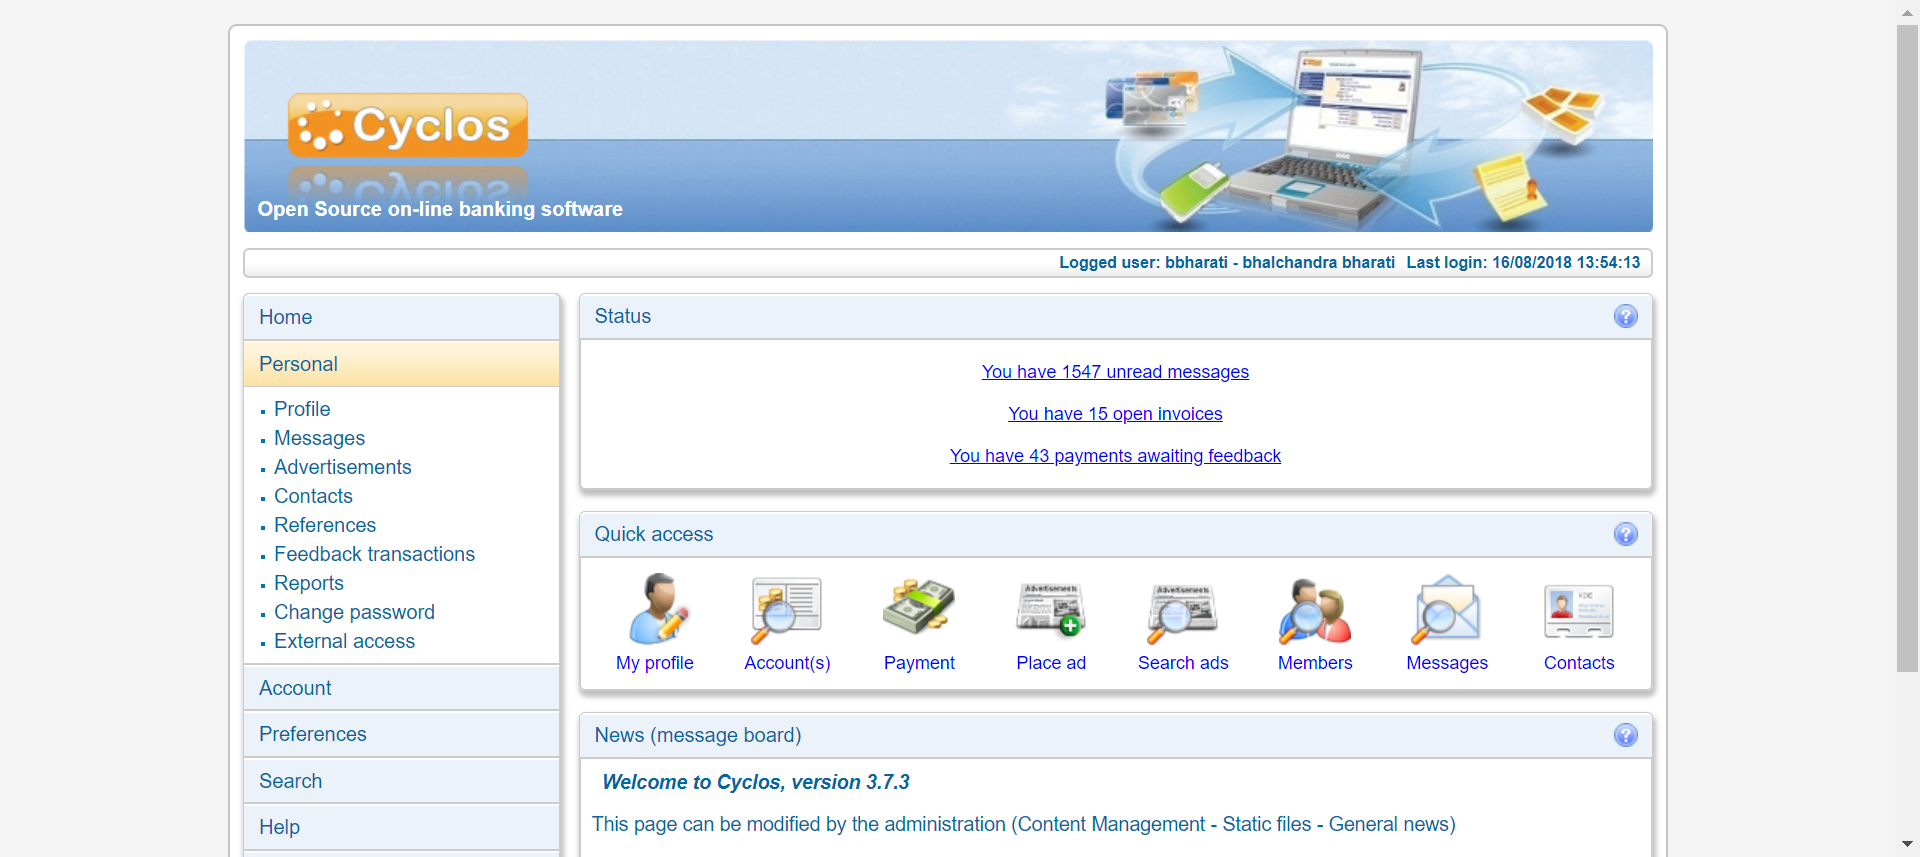 Cyclos
Open Source on-line banking software
Logged user: bbharati - bhalchandra bharati Last login: 16/08/2018 13:54:13
Home
Personal
Profile
Messages
Advertisements
Contacts
References
Feedback transactions
Reports
Change password
External access
Account
Preferences
Search
Help
Status
You have 1547 unread messages
You have 15 open invoices
You have 43 payments awaiting feedback
Quick access
Advertisements
Advertisements
My profile
Account(s)
Payment
Place ad
Search ads
Members
Messages
Contacts
News (message board)
Welcome to Cyclos, version 3.7.3
This page can be modified by the administration (Content Management - Static files - General news)